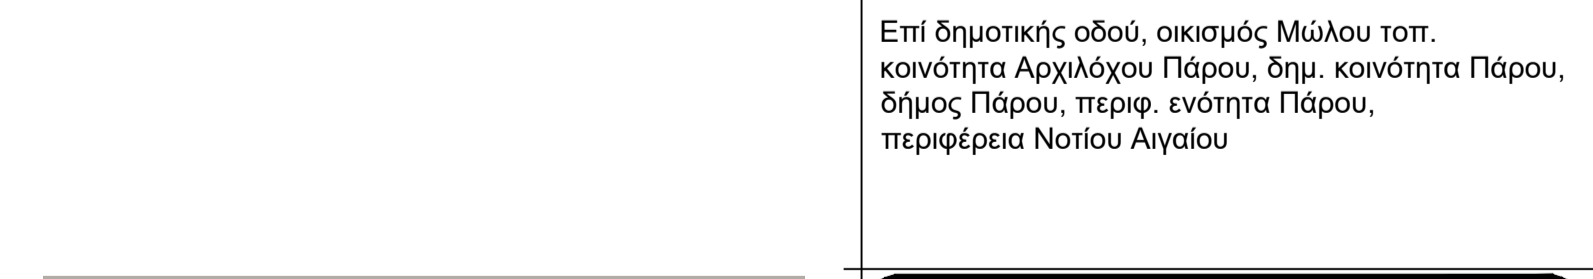 Επί δημοτικής οδού, οικισμός Μώλου τοπ.
κοινότητα Αρχιλόχου Πάρου, δημ. κοινότητα Πάρου,
δήμος Πάρου, περιφ. ενότητα Πάρου,
περιφέρεια Νοτίου Αιγαίου